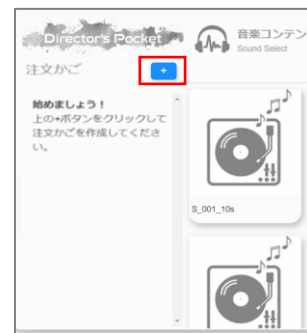 Director's Pocket
音楽コンテン
Sound Select
注文かご
+
始めましょう！
上の+ボタンをクリックして
注文かごを作成してくださ
い。
S_001_10s